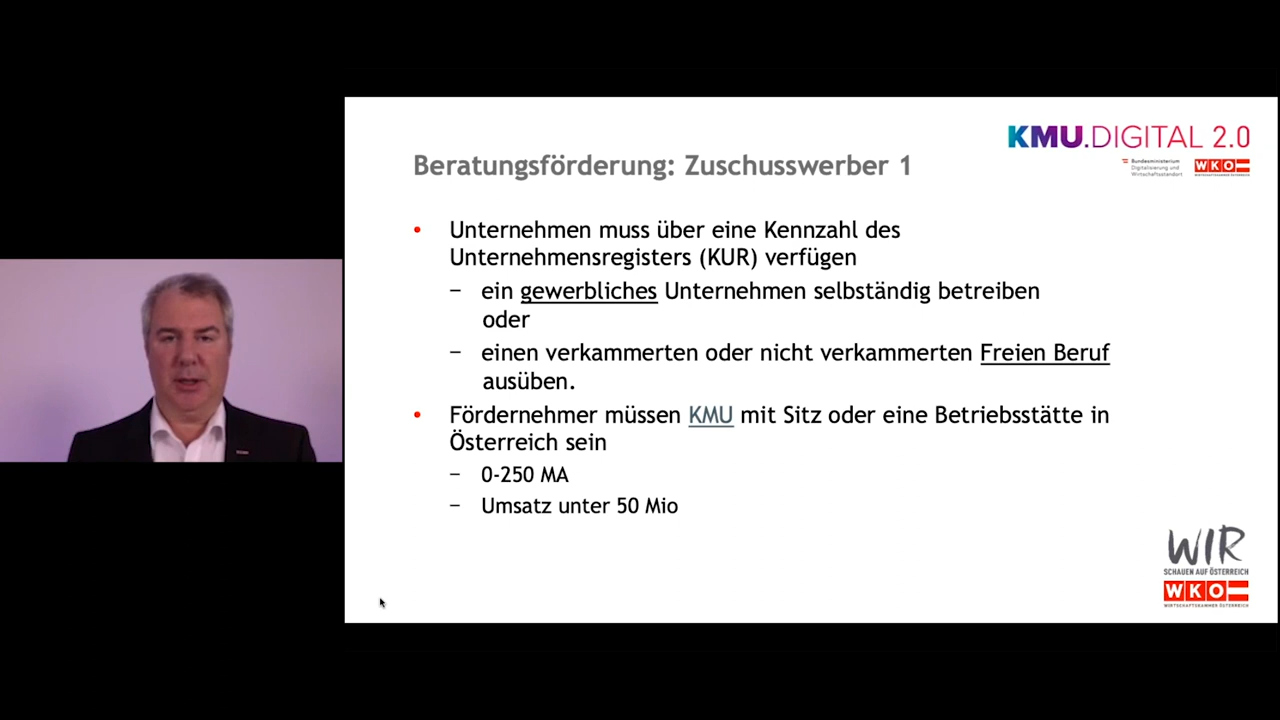 KMU.DIGITAL 2.0
Bundesministerium
Digitalisierung und
Wirtschaftsstandort
WKO
WIRTSCHAFTSKAMMER ÖSTERREICH
Beratungsförderung: Zuschusswerber 1
• Unternehmen muss über eine Kennzahl des
Unternehmensregisters (KUR) verfügen
– ein gewerbliches Unternehmen selbständig betreiben
oder
– einen verkammerten oder nicht verkammerten Freien Beruf
ausüben.
• Fördernehmer müssen KMU mit Sitz oder eine Betriebsstätte in
Österreich sein
– 0-250 MA
– Umsatz unter 50 Mio
WIR
SCHAUEN AUF ÖSTERREICH
WKO
WIRTSCHAFTSKAMMER ÖSTERREICH